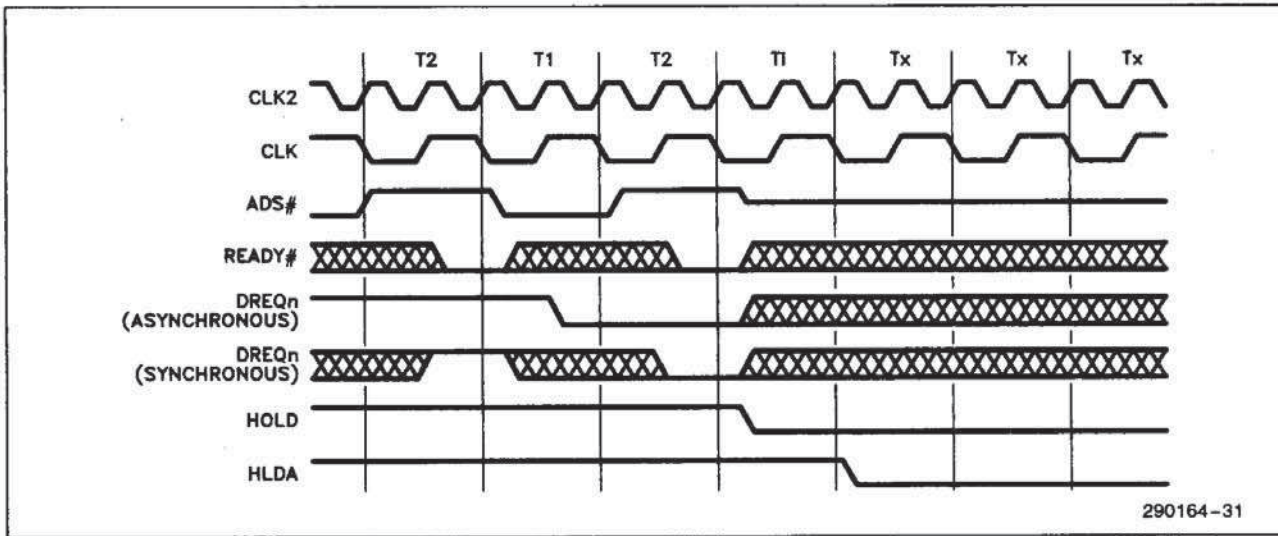 T2 T1 T2 Ti Tx Tx Tx
CLK2
CLK
ADS#
READY#
DREQn
(ASYNCHRONOUS)
DREQn
(SYNCHRONOUS)
HOLD
HLDA
290164-31